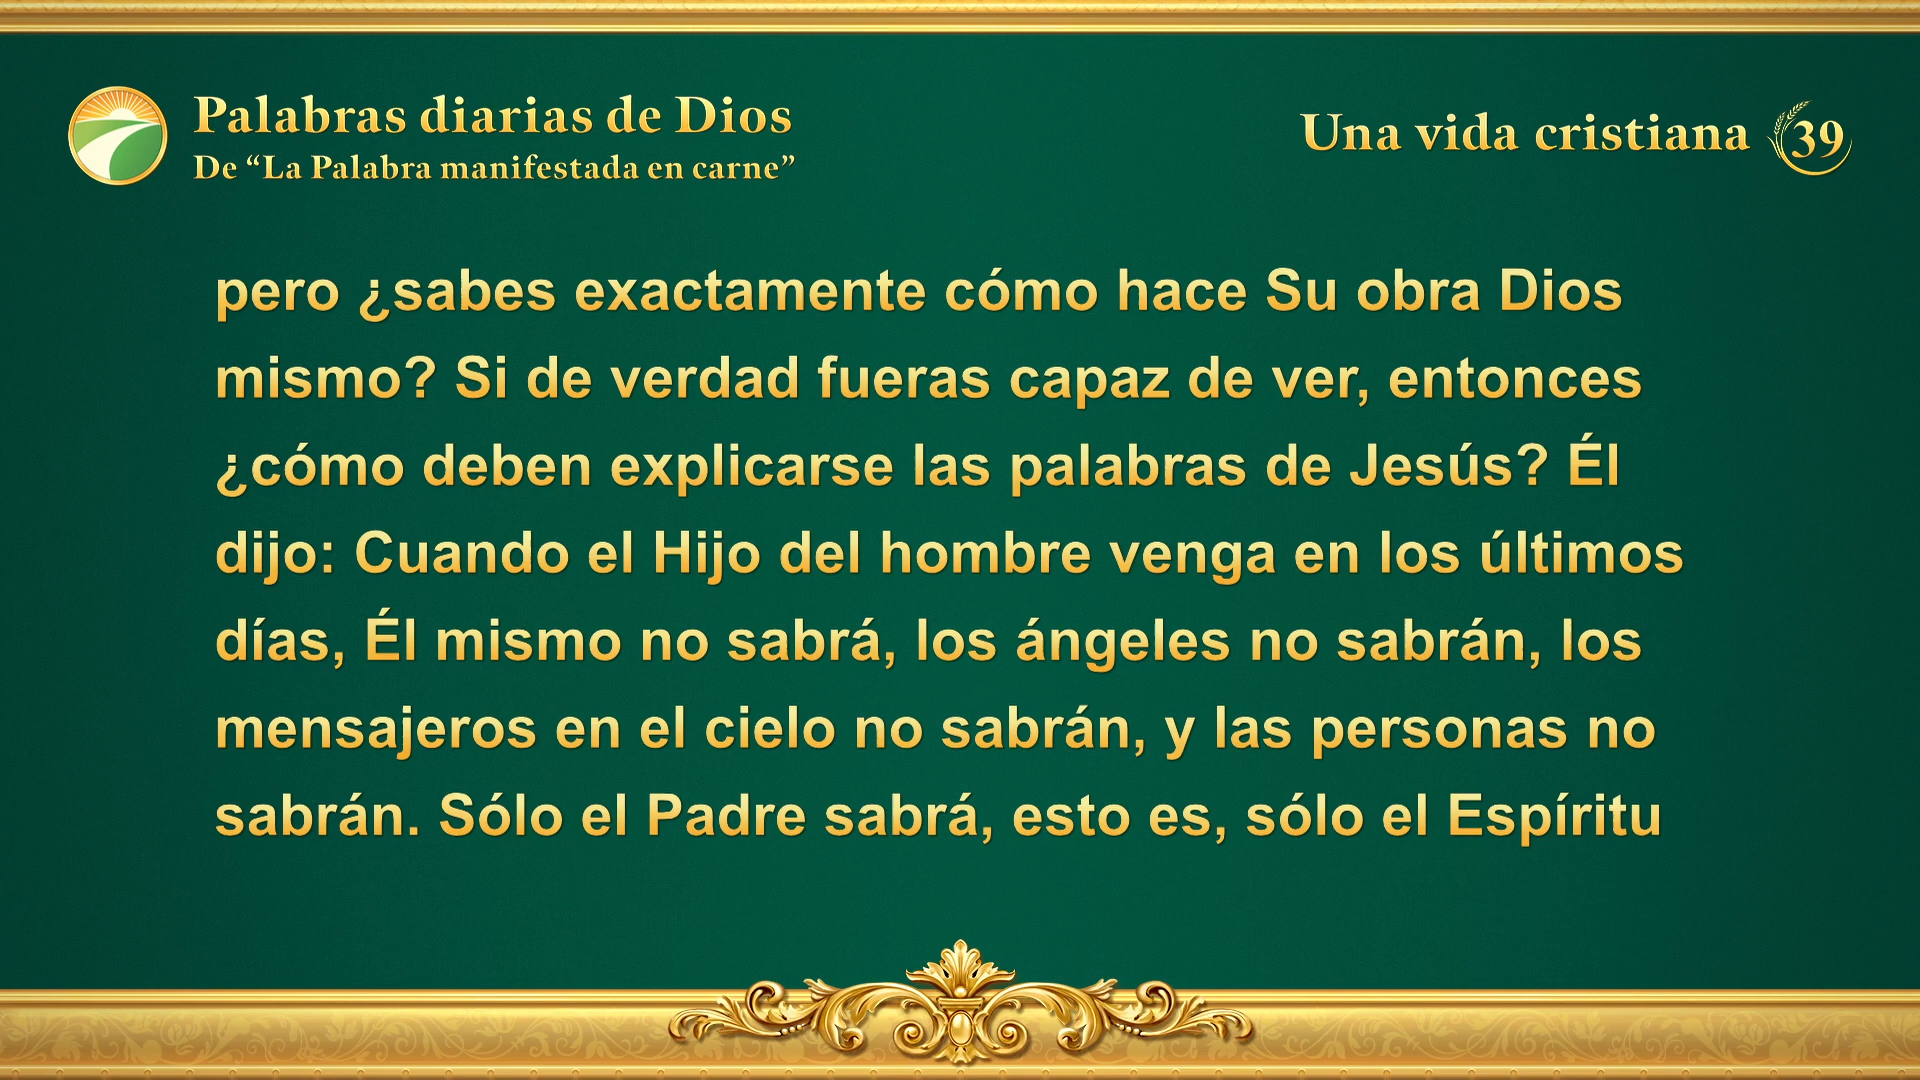 Palabras diarias de Dios
De “La Palabra manifestada en carne”
Una vida cristiana 39
pero ¿sabes exactamente cómo hace Su obra Dios
mismo? Si de verdad fueras capaz de ver, entonces
¿cómo deben explicarse las palabras de Jesús? Él
dijo: Cuando el Hijo del hombre venga en los últimos
días, Él mismo no sabrá, los ángeles no sabrán, los
mensajeros en el cielo no sabrán, y las personas no
sabrán. Sólo el Padre sabrá, esto es, sólo el Espíritu